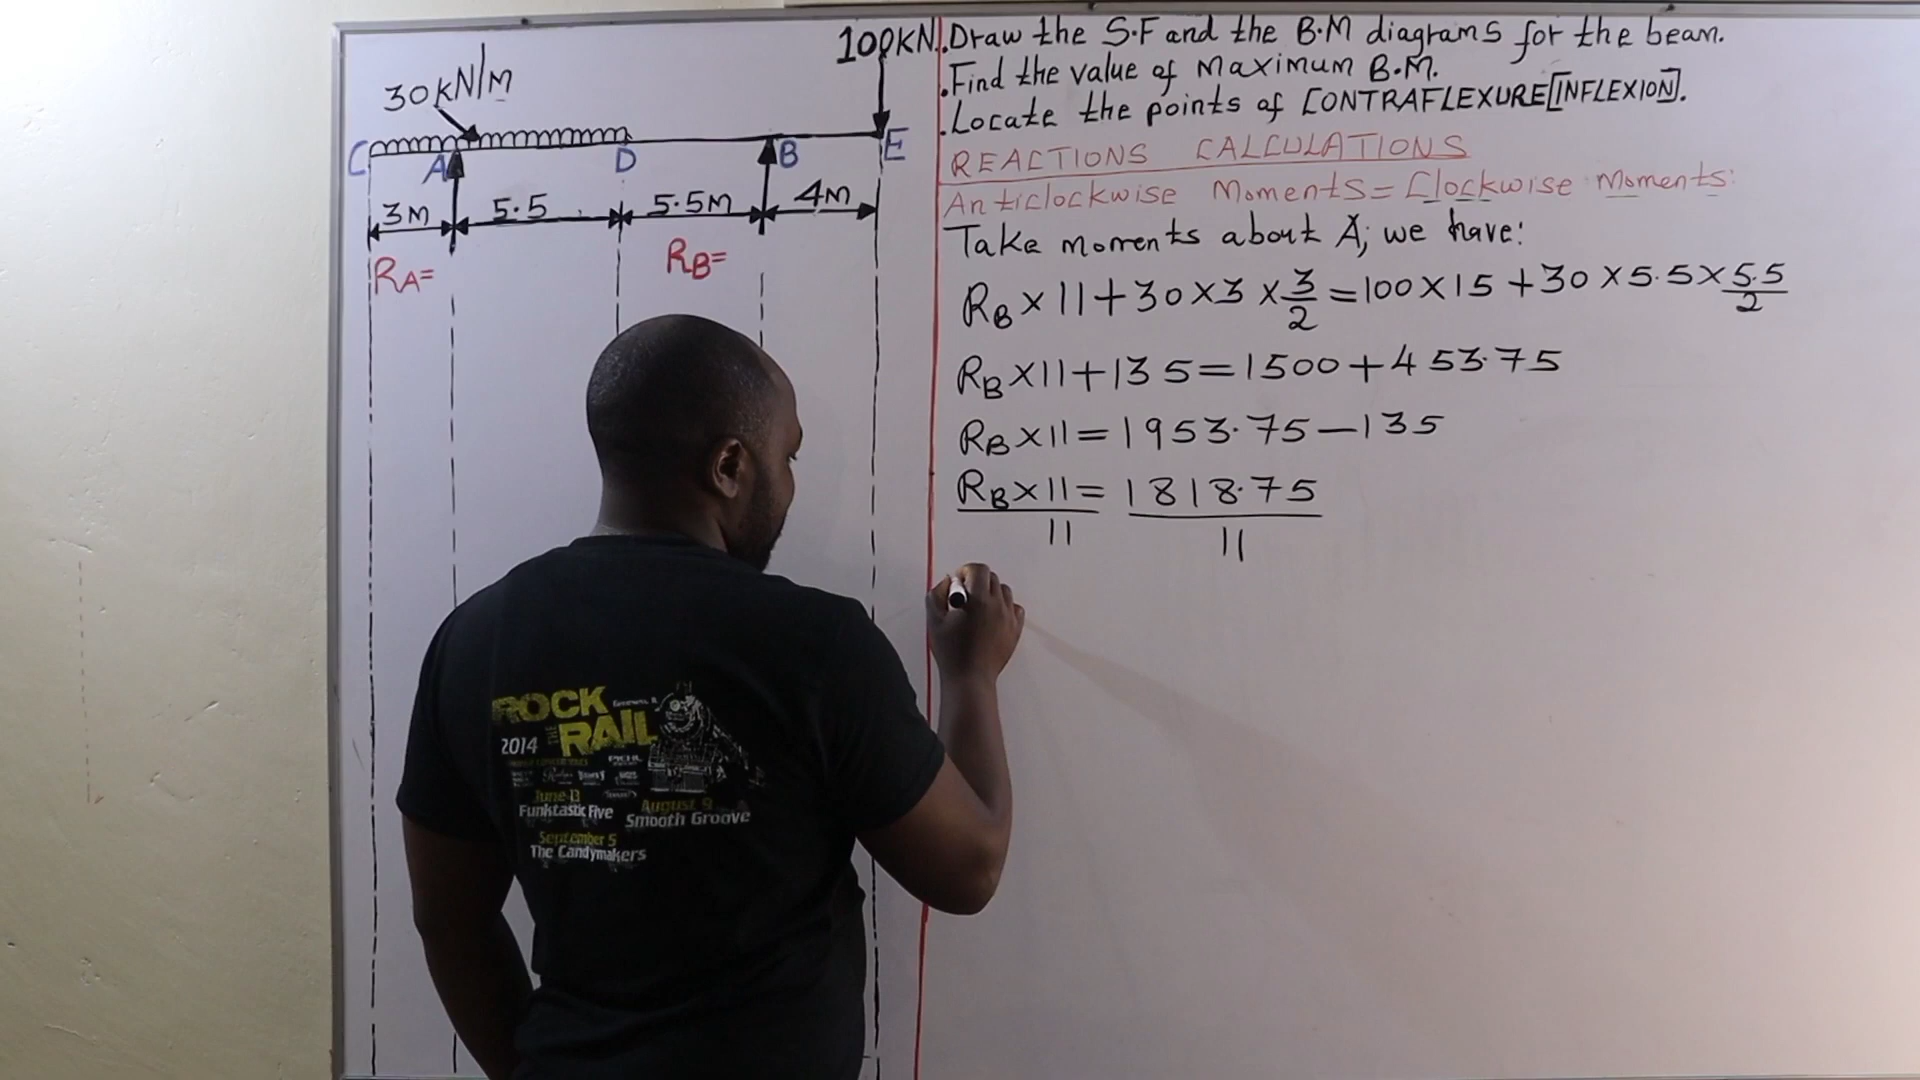 100KN
30KN/M
C
A
D
B
E
3M
5.5
5.5M
4M
RA=
RB=
.Draw the S.F and the B.M diagrams for the beam.
.Find the value of Maximum B.M.
.Locate the points of CONTRAFLEXURE[INFLEXION].
REACTIONS CALCULATIONS
Anticlockwise Moments=Clockwise Moments:
Take moments about A; we have:
RB×11+30×3×3/2=100×15+30×5.5×5.5/2
RB×11+135=1500+453.75
RB×11=1953.75-135
RB×11= 1818.75
11 11
ROCK
THE
RAIL
2014
June 13
Funktastic Five
August 9
Smooth Groove
September 5
The Candymakers